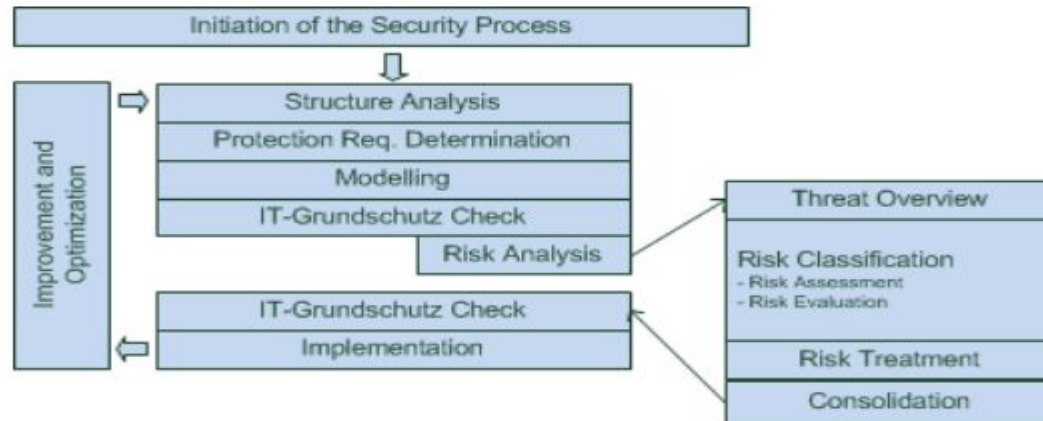 Initiation of the Security Process
Improvement and
Optimization
Structure Analysis
Protection Req. Determination
Modelling
IT-Grundschutz Check
Risk Analysis
Threat Overview
Risk Classification
- Risk Assessment
- Risk Evaluation
Risk Treatment
Consolidation
IT-Grundschutz Check
Implementation